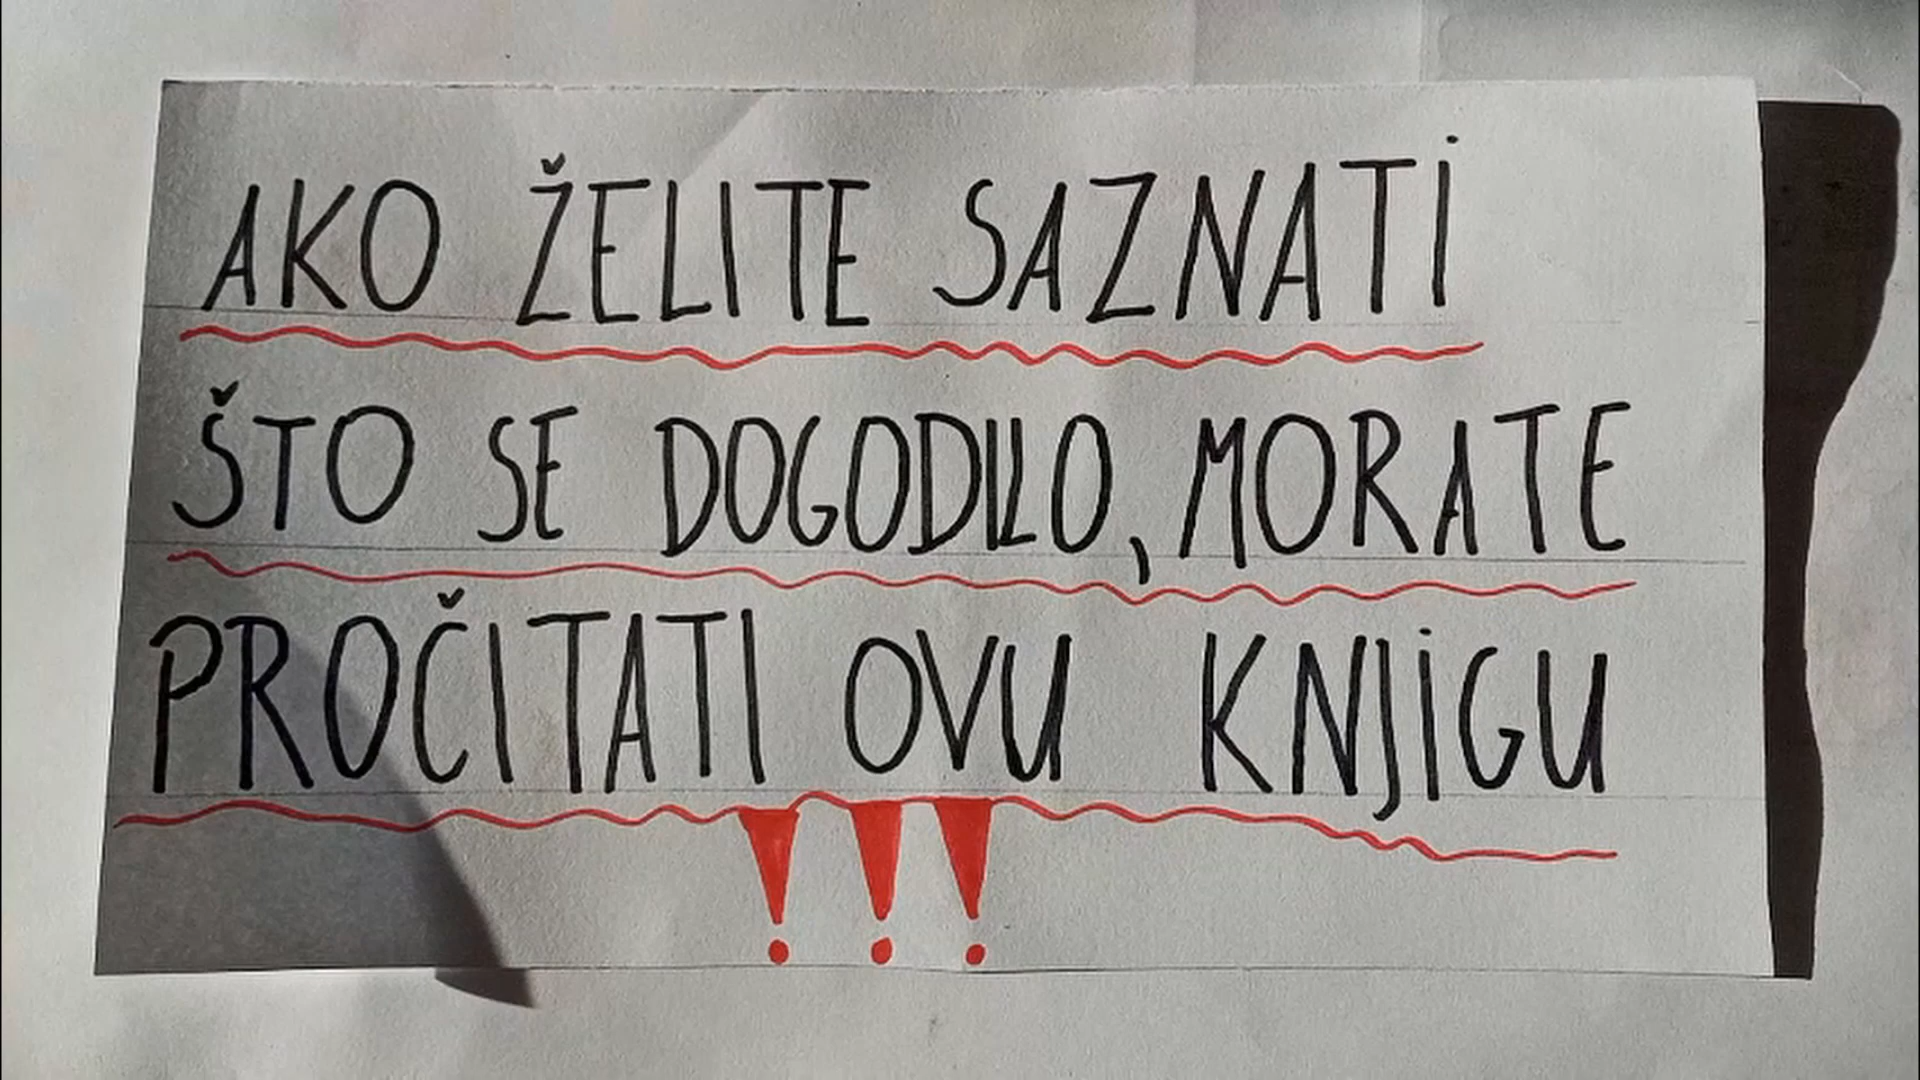 AKO ŽELITE SAZNATI
ŠTO SE DOGODILO, MORATE
PROČITATI OVU KNJIGU
!!!